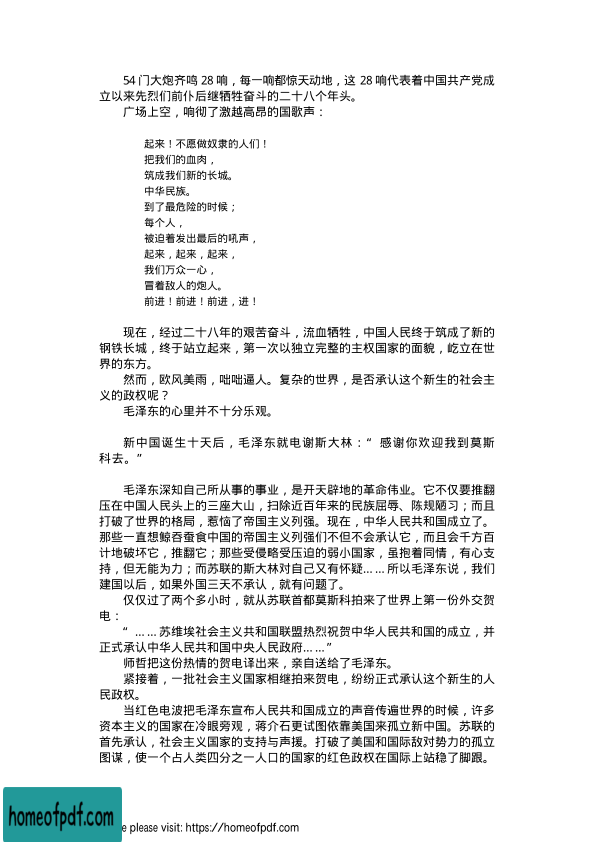 54 门大炮齐鸣 28 响，每一响都惊天动地，这 28 响代表着中国共产党成
立以来先烈们前仆后继牺牲奋斗的二十八个年头。
广场上空，响彻了激越高昂的国歌声：
起来！不愿做奴隶的人们！
把我们的血肉，
筑成我们新的长城。
中华民族。
到了最危险的时候；
每个人，
被迫着发出最后的吼声，
起来，起来，起来，
我们万众一心，
冒着敌人的炮人。
前进！前进！前进，进！
现在，经过二十八年的艰苦奋斗，流血牺牲，中国人民终于筑成了新的
钢铁长城，终于站立起来，第一次以独立完整的主权国家的面貌，屹立在世
界的东方。
然而，欧风美雨，咄咄逼人。复杂的世界，是否承认这个新生的社会主
义的政权呢？
毛泽东的心里并不十分乐观。
新中国诞生十天后，毛泽东就电谢斯大林：“感谢你欢迎我到莫斯
科去。”
毛泽东深知自己所从事的事业，是开天辟地的革命伟业。它不仅要推翻
压在中国人民头上的三座大山，扫除近百年来的民族屈辱、陈规陋习；而且
打破了世界的格局，惹恼了帝国主义列强。现在，中华人民共和国成立了。
那些一直想鲸吞蚕食中国的帝国主义列强们不但不会承认它，而且会千方百
计地破坏它，推翻它；那些受侵略受压迫的弱小国家，虽抱着同情，有心支
持，但无能为力；而苏联的斯大林对自己又有怀疑……所以毛泽东说，我们
建国以后，如果外国三天不承认，就有问题了。
仅仅过了两个多小时，就从苏联首都莫斯科拍来了世界上第一份外交贺
电：
“……苏维埃社会主义共和国联盟热烈祝贺中华人民共和国的成立，并
正式承认中华人民共和国中央人民政府……”
师哲把这份热情的贺电译出来，亲自送给了毛泽东。
紧接着，一批社会主义国家相继拍来贺电，纷纷正式承认这个新生的人
民政权。
当红色电波把毛泽东宣布人民共和国成立的声音传遍世界的时候，许多
资本主义的国家在冷眼旁观，蒋介石更试图依靠美国来孤立新中国。苏联的
首先承认，社会主义国家的支持与声援。打破了美国和国际敌对势力的孤立
图谋，使一个占人类四分之一人口的国家的红色政权在国际上站稳了脚跟。
homeofpdf.com
e please visit: https://homeofpdf.com